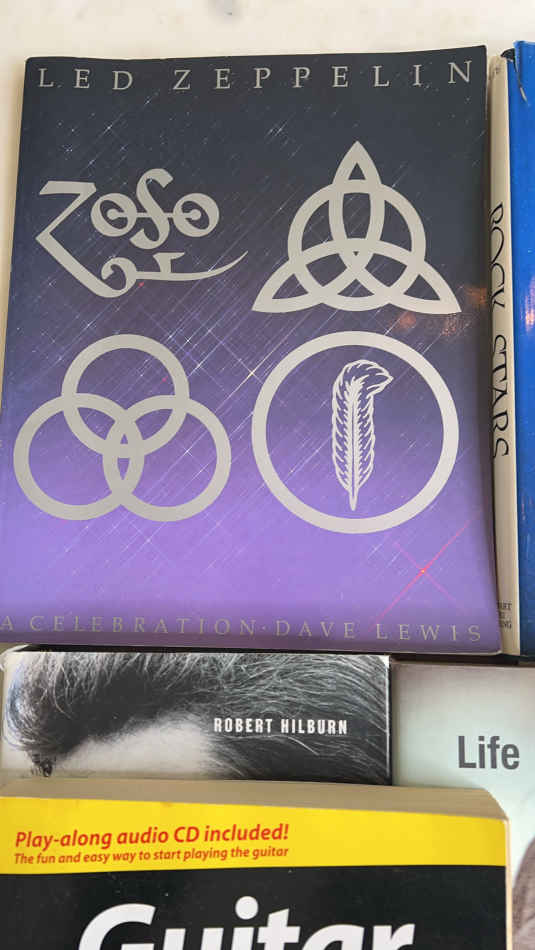 LED ZEPPELIN
ZoSo
A CELEBRATION·DAVE LEWIS
ROCK STARS
ROBERT HILBURN
Life
Play-along audio CD included!
The fun and easy way to start playing the guitar
Guitar